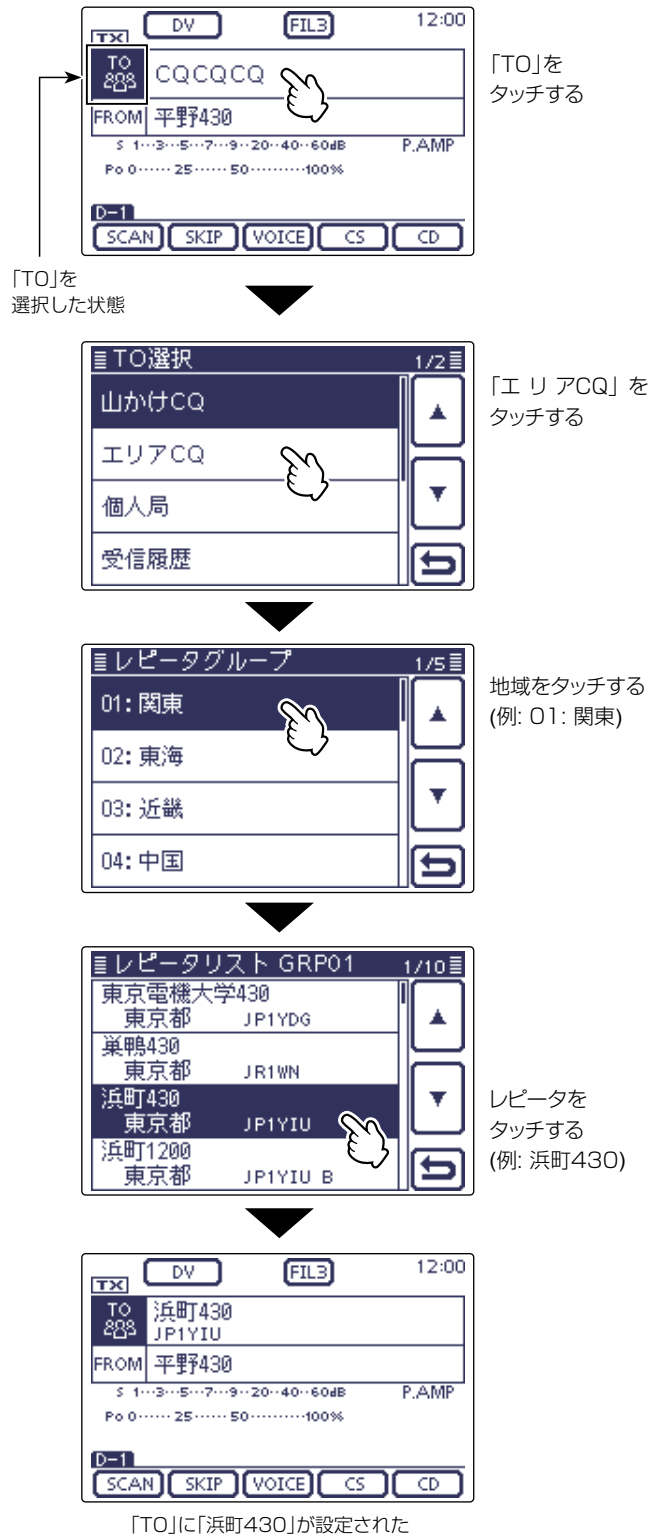 DV FIL3 12:00
TX
TO CQCQCQ
FROM 平野430
S 1···3···5···7···9··20··40··60dB P.AMP
Po 0······ 25······ 50·········100%
D-1
SCAN SKIP VOICE CS CD
「TO」を
タッチする
「TO」を
選択した状態
TO選択 1/2
山かけCQ
エリアCQ
個人局
受信履歴
「エ リ アCQ」を
タッチする
レピータグループ 1/5
01: 関東
02: 東海
03: 近畿
04: 中国
地域をタッチする
(例: 01: 関東)
レピータリスト GRP01 1/10
東京電機大学430
東京都 JP1YDG
巣鴨430
東京都 JR1WN
浜町430
東京都 JP1YIU
浜町1200
東京都 JP1YIU B
レピータを
タッチする
(例: 浜町430)
DV FIL3 12:00
TX
TO 浜町430
JP1YIU
FROM 平野430
S 1···3···5···7···9··20··40··60dB P.AMP
Po 0······ 25······ 50·········100%
D-1
SCAN SKIP VOICE CS CD
「TO」に「浜町430」が設定された